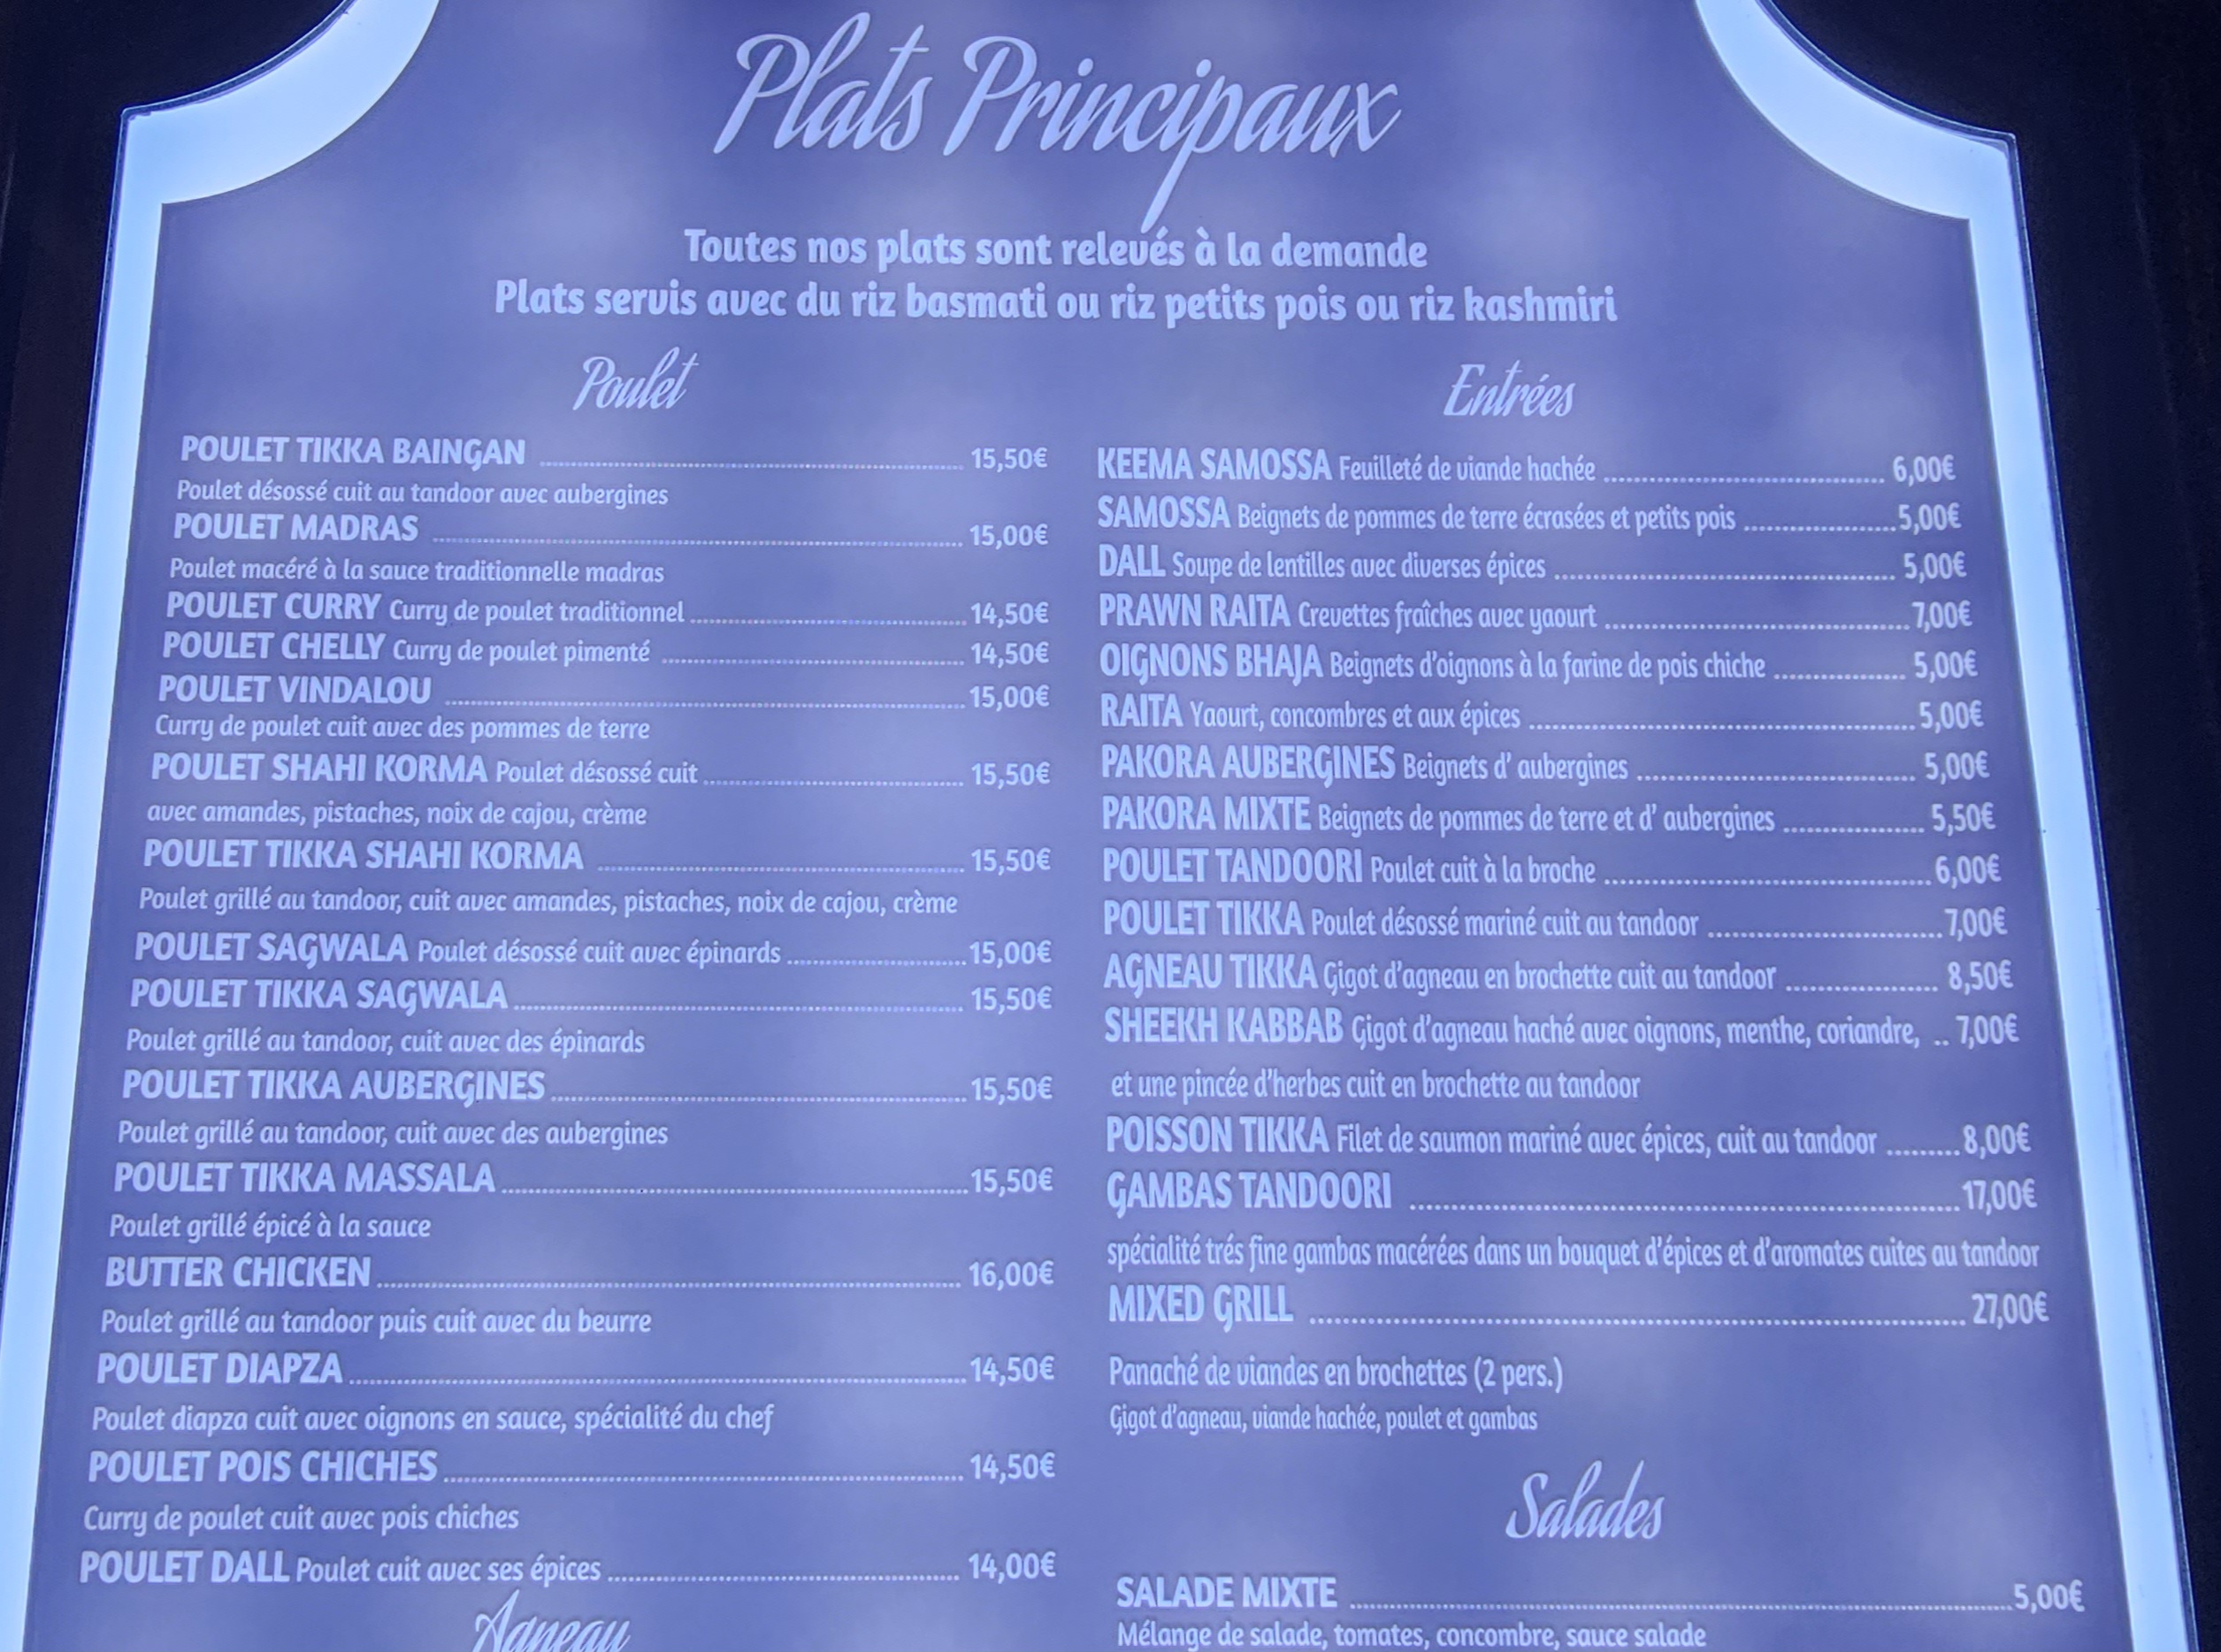 Plats Principaux
Toutes nos plats sont relevés à la demande
Plats servis avec du riz basmati ou riz petits pois ou riz kashmiri
Poulet
POULET TIKKA BAINGAN ........ 15,50€
Poulet désossé cuit au tandoor avec aubergines
POULET MADRAS ........ 15,00€
Poulet macéré à la sauce traditionnelle madras
POULET CURRY Curry de poulet traditionnel ........ 14,50€
POULET CHELLY Curry de poulet pimenté ........ 14,50€
POULET VINDALOU ........ 15,00€
Curry de poulet cuit avec des pommes de terre
POULET SHAHI KORMA Poulet désossé cuit ........ 15,50€
avec amandes, pistaches, noix de cajou, crème
POULET TIKKA SHAHI KORMA ........ 15,50€
Poulet grillé au tandoor, cuit avec amandes, pistaches, noix de cajou, crème
POULET SAGWALA Poulet désossé cuit avec épinards ........ 15,00€
POULET TIKKA SAGWALA ........ 15,50€
Poulet grillé au tandoor, cuit avec des épinards
POULET TIKKA AUBERGINES ........ 15,50€
Poulet grillé au tandoor, cuit avec des aubergines
POULET TIKKA MASSALA ........ 15,50€
Poulet grillé épicé à la sauce
BUTTER CHICKEN ........ 16,00€
Poulet grillé au tandoor puis cuit avec du beurre
POULET DIAPZA ........ 14,50€
Poulet diapza cuit avec oignons en sauce, spécialité du chef
POULET POIS CHICHES ........ 14,50€
Curry de poulet cuit avec pois chiches
POULET DALL Poulet cuit avec ses épices ........ 14,00€
Agneau
Entrées
KEEMA SAMOSSA Feuilleté de viande hachée ........ 6,00€
SAMOSSA Beignets de pommes de terre écrasées et petits pois ........ 5,00€
DALL Soupe de lentilles avec diverses épices ........ 5,00€
PRAWN RAITA Crevettes fraîches avec yaourt ........ 7,00€
OIGNONS BHAJA Beignets d'oignons à la farine de pois chiche ........ 5,00€
RAITA Yaourt, concombres et aux épices ........ 5,00€
PAKORA AUBERGINES Beignets d' aubergines ........ 5,00€
PAKORA MIXTE Beignets de pommes de terre et d' aubergines ........ 5,50€
POULET TANDOORI Poulet cuit à la broche ........ 6,00€
POULET TIKKA Poulet désossé mariné cuit au tandoor ........ 7,00€
AGNEAU TIKKA Gigot d'agneau en brochette cuit au tandoor ........ 8,50€
SHEEKH KABBAB Gigot d'agneau haché avec oignons, menthe, coriandre, .. 7,00€
et une pincée d'herbes cuit en brochette au tandoor
POISSON TIKKA Filet de saumon mariné avec épices, cuit au tandoor ........ 8,00€
GAMBAS TANDOORI ........ 17,00€
spécialité trés fine gambas macérées dans un bouquet d'épices et d'aromates cuites au tandoor
MIXED GRILL ........ 27,00€
Panaché de viandes en brochettes (2 pers.)
Gigot d'agneau, viande hachée, poulet et gambas
Salades
SALADE MIXTE ........ 5,00€
Mélange de salade, tomates, concombre, sauce salade